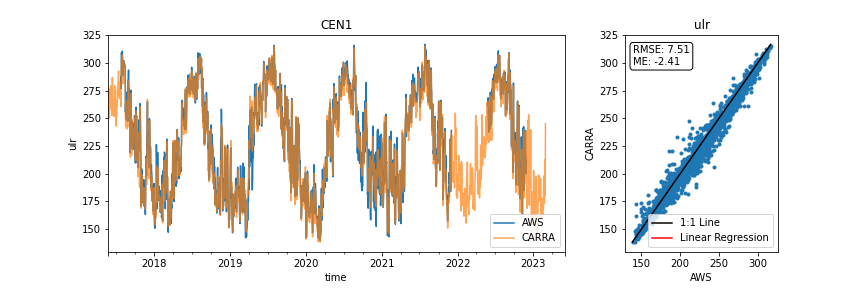 CEN1
ulr
325
300
275
250
225
200
175
150
ulr
2018
2019
2020
2021
2022
2023
time
AWS
CARRA
325
300
275
250
225
200
175
150
CARRA
RMSE: 7.51
ME: -2.41
1:1 Line
Linear Regression
150
200
250
300
AWS